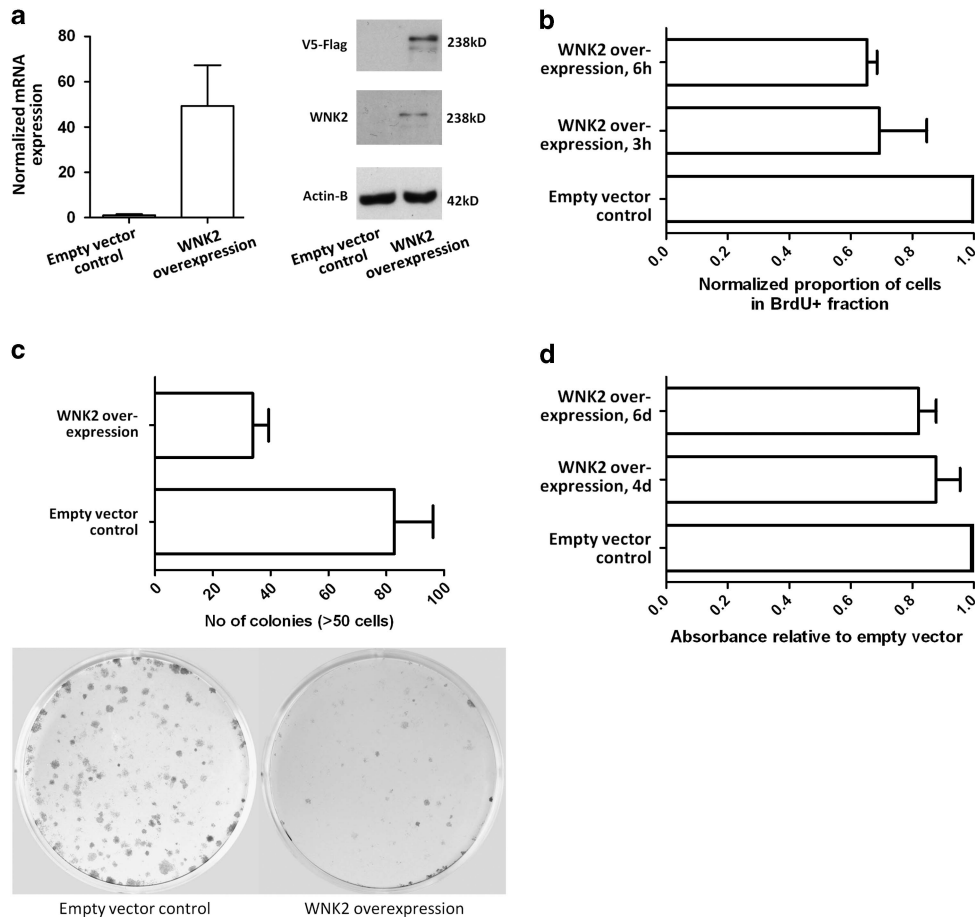 a
Normalized mRNA
expression
80
60
40
20
0
Empty vector
control
WNK2
overexpression
V5-Flag
238kD
WNK2
238kD
Actin-B
42kD
Empty vector
control
WNK2
overexpression
b
WNK2 over-
expression, 6h
WNK2 over-
expression, 3h
Empty vector
control
0.0
0.2
0.4
0.6
0.8
1.0
Normalized proportion of cells
in BrdU+ fraction
c
WNK2 over-
expression
Empty vector
control
0
20
40
60
80
100
No of colonies (>50 cells)
Empty vector control
WNK2 overexpression
d
WNK2 over-
expression, 6d
WNK2 over-
expression, 4d
Empty vector
control
0.0
0.2
0.4
0.6
0.8
1.0
Absorbance relative to empty vector